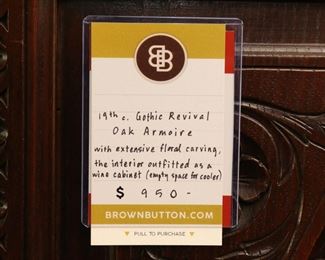 BB
19th c. Gothic Revival
Oak Armoire
with extensive floral carving,
the interior outfitted as a
wine cabinet (empty space for cooler)
$ 950-
BROWNBUTTON.COM
PULL TO PURCHASE